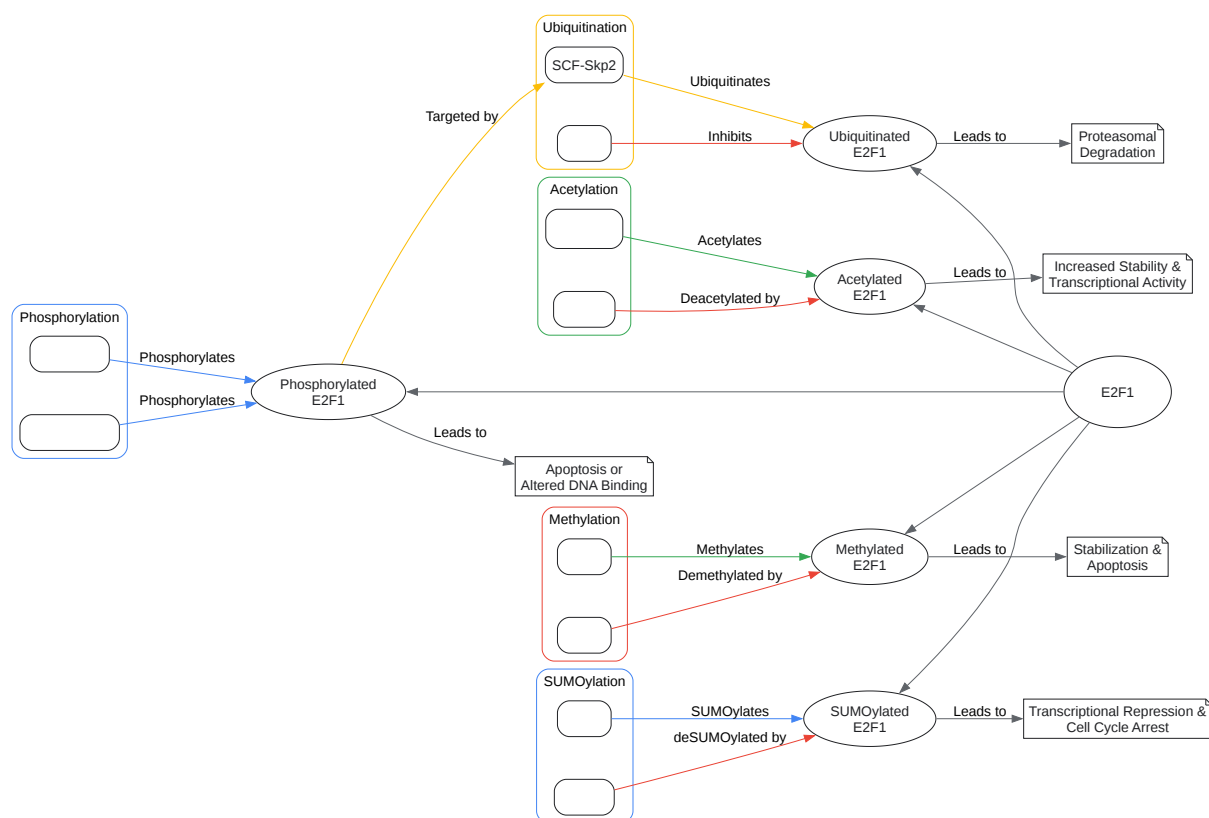 Ubiquitination
SCF-Skp2
Ubiquitinates
Targeted by
Inhibits
Ubiquitinated
E2F1
Leads to
Proteasomal
Degradation
Acetylation
Acetylates
Deacetylated by
Acetylated
E2F1
Leads to
Increased Stability &
Transcriptional Activity
Phosphorylation
Phosphorylates
Phosphorylates
Phosphorylated
E2F1
E2F1
Leads to
Apoptosis or
Altered DNA Binding
Methylation
Methylates
Demethylated by
Methylated
E2F1
Leads to
Stabilization &
Apoptosis
SUMOylation
SUMOylates
deSUMOylated by
SUMOylated
E2F1
Leads to
Transcriptional Repression &
Cell Cycle Arrest